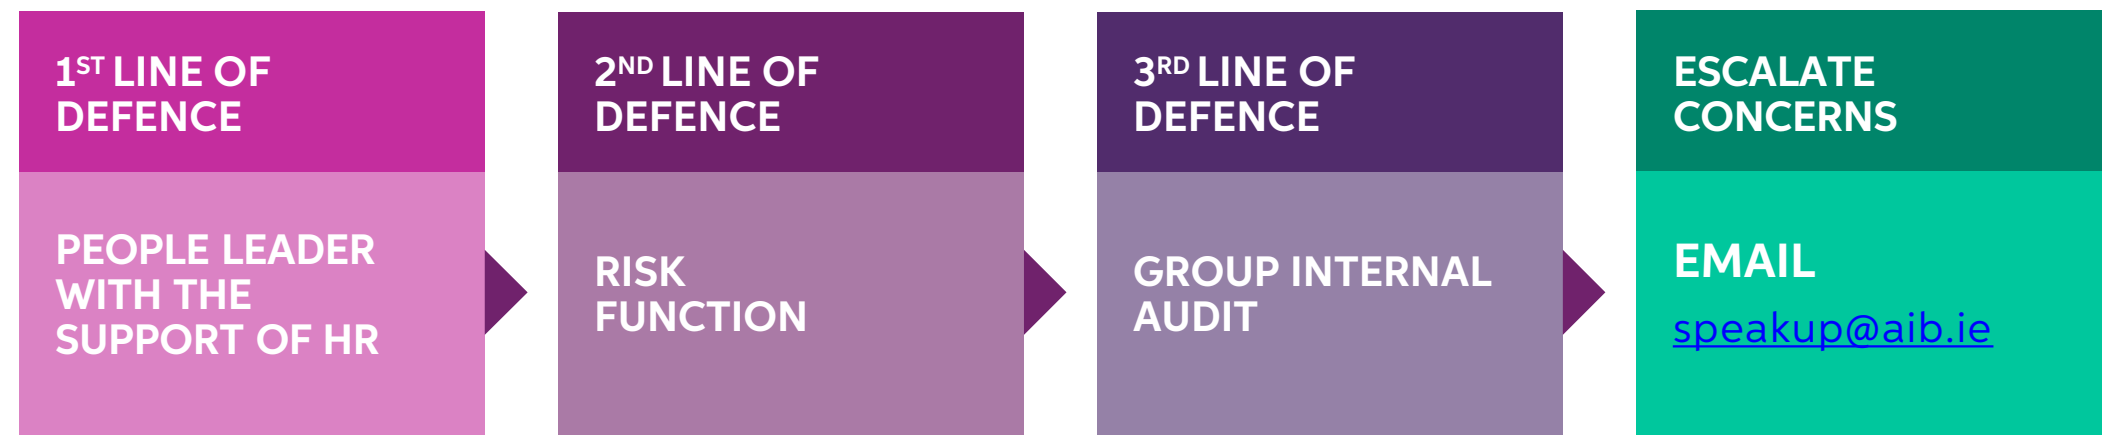 1ST LINE OF
DEFENCE
PEOPLE LEADER
WITH THE
SUPPORT OF HR
2ND LINE OF
DEFENCE
RISK
FUNCTION
3RD LINE OF
DEFENCE
GROUP INTERNAL
AUDIT
ESCALATE
CONCERNS
EMAIL
speakup@aib.ie